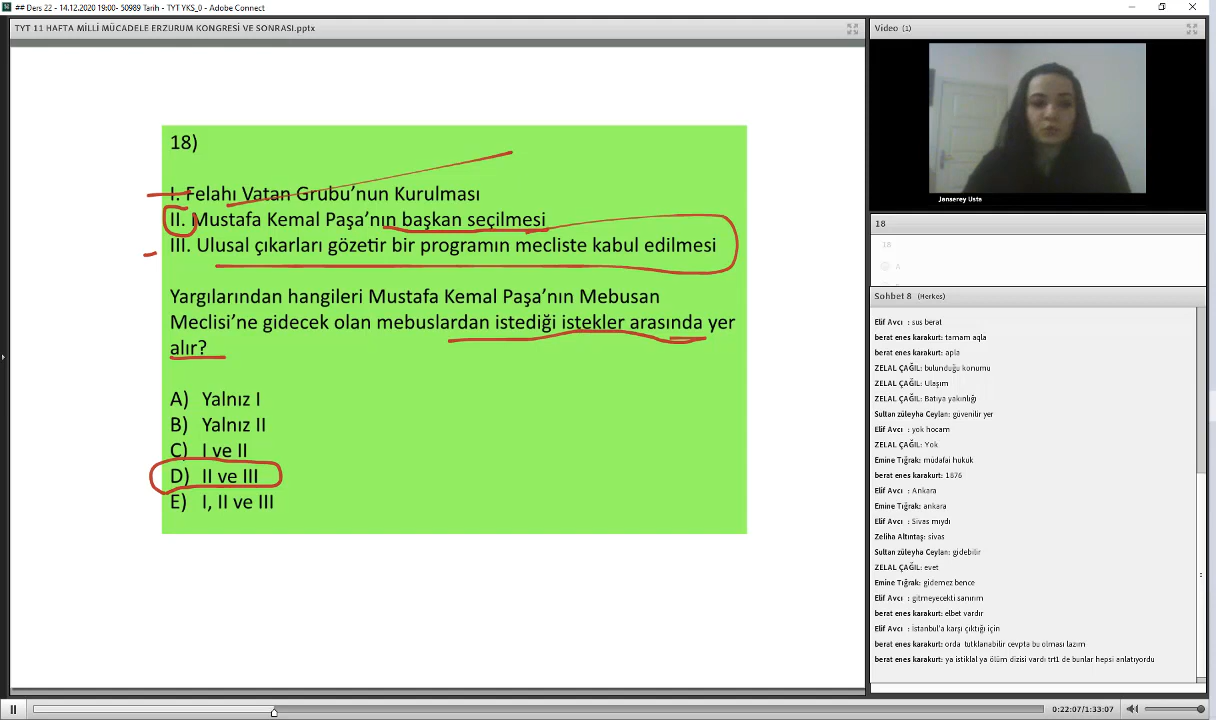 ## Ders 22 - 14.12.2020 19:00- 50989 Tarih - TYT YKS_0 - Adobe Connect
TYT 11 HAFTA MİLLİ MÜCADELE ERZURUM KONGRESİ VE SONRASI.pptx
18)
I. Felahı Vatan Grubu’nun Kurulması
II. Mustafa Kemal Paşa’nın başkan seçilmesi
III. Ulusal çıkarları gözetir bir programın mecliste kabul edilmesi
Yargılarından hangileri Mustafa Kemal Paşa’nın Mebusan
Meclisi’ne gidecek olan mebuslardan istediği istekler arasında yer
alır?
A) Yalnız I
B) Yalnız II
C) I ve II
D) II ve III
E) I, II ve III
Video (1)
Janserey Usta
18
18
A
Sohbet 8 (Herkes)
Elif Avcı : sus berat
berat enes karakurt: tamam aqla
berat enes karakurt: apla
ZELAL ÇAĞIL: bulunduğu konumu
ZELAL ÇAĞIL: Ulaşım
ZELAL ÇAĞIL: Batıya yakınlığı
Sultan züleyha Ceylan: güvenilir yer
Elif Avcı : yok hocam
ZELAL ÇAĞIL: Yok
Emine Tığrak: müdafai hukuk
berat enes karakurt: 1876
Elif Avcı : Ankara
Emine Tığrak: ankara
Elif Avcı : Sivas mıydı
Zeliha Altıntaş: sivas
Sultan züleyha Ceylan: gidebilir
ZELAL ÇAĞIL: evet
Emine Tığrak: gidemez bence
Elif Avcı : gitmeyecekti sanırım
berat enes karakurt: elbet vardır
Elif Avcı : İstanbul'a karşı çıktığı için
berat enes karakurt: orda tutklanabilir cevpta bu olması lazım
berat enes karakurt: ya istiklal ya ölüm dizisi vardı trt1 de bunlar hepsi anlatıyordu
0:22:07/1:33:07